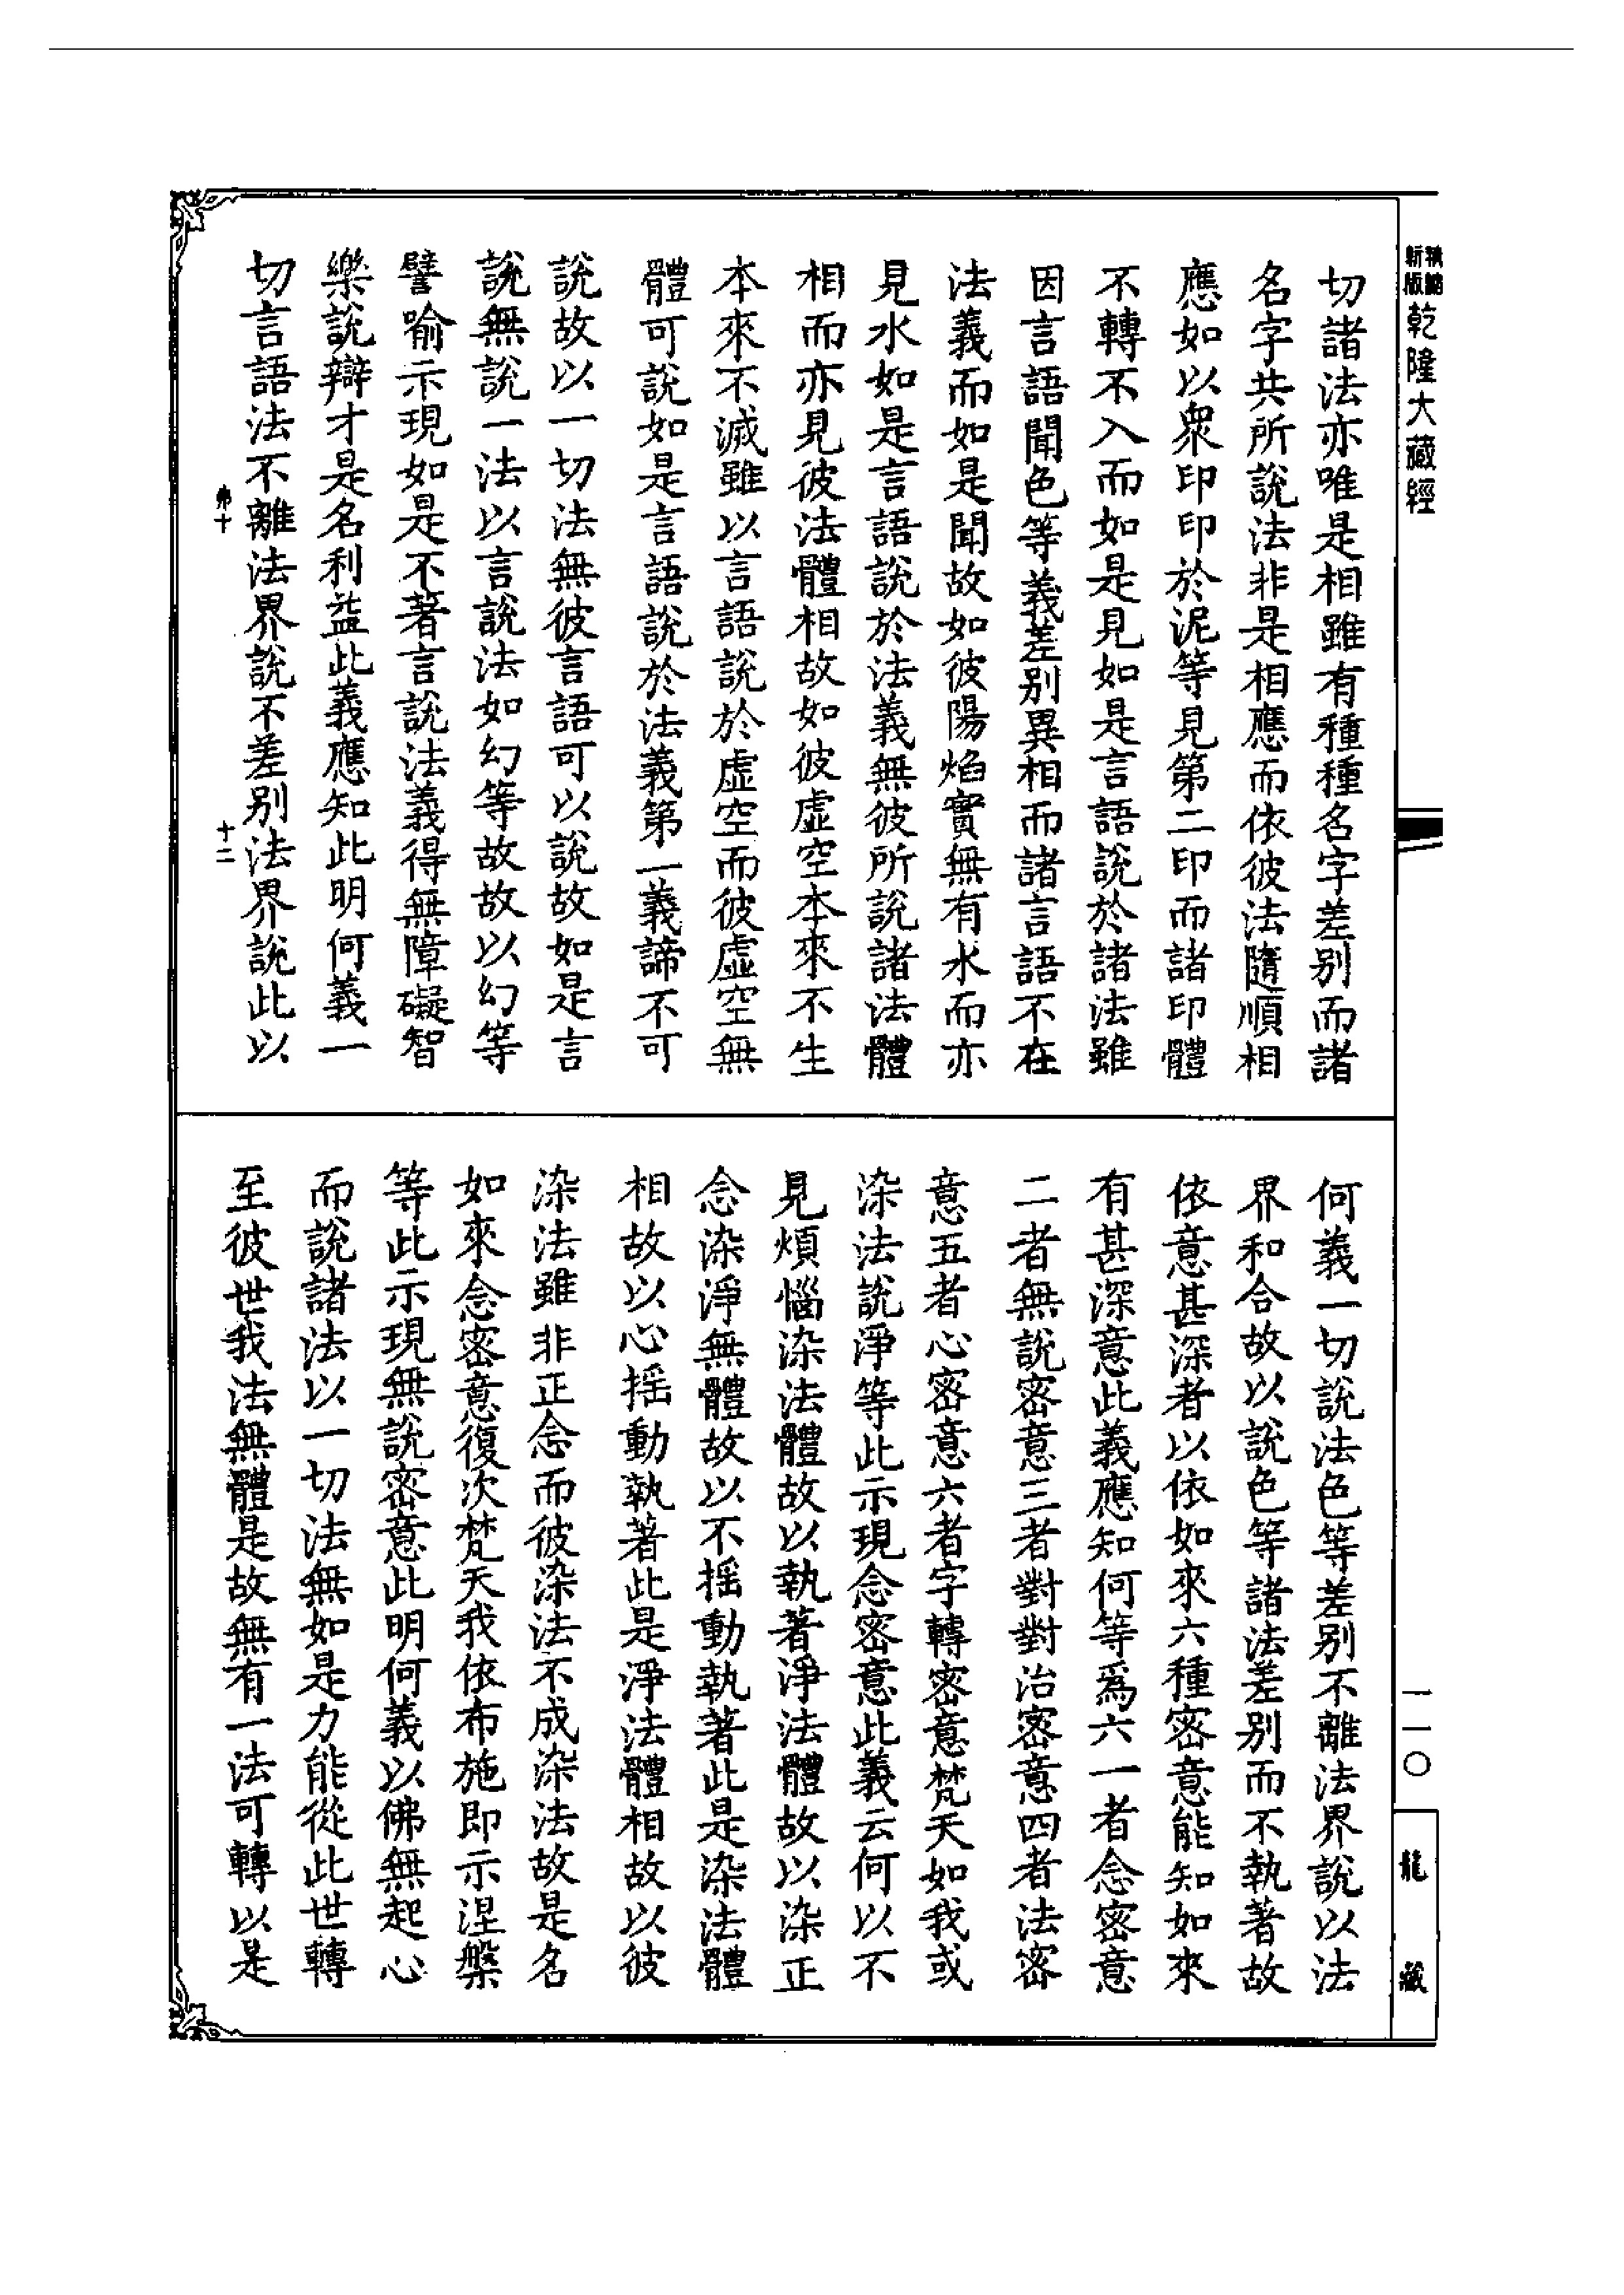 新版
乾隆大藏經
切諸法亦唯是相雖有種種名字差別而諸
名字共所說法非是相應而依彼法隨順相
應如以衆印印於泥等見第二印而諸印體
不轉不入而如是見如是言語說於諸法雖
因言語聞色等義差別異相而諸言語不在
法義而如是聞故如彼陽焰實無有水而亦
見水如是言語說於法義無彼所說諸法體
相而亦見彼法體相故如彼虛空本來不生
本來不滅雖以言語說於虛空而彼虛空無
體可說如是言語說於法義第一義諦不可
說故以一切法無彼言語可以說故如是言
說無說一法以言說法如幻等故故以幻等
譬喻示現如是不著言說法義得無障礙智
樂說辯才是名利益此義應知此明何義一
切言語法不離法界說不差別法界說此以
弗十
十二
何義一切說法色等差別不離法界說以法
界和合故以說色等諸法差別而不執著故
依意甚深者以依如來六種密意能知如來
有甚深意此義應知何等爲六一者念密意
二者無說密意三者對對治密意四者法密
意五者心密意六者字轉密意梵天如我或
染法說淨等此示現念密意此義云何以不
見煩惱染法體故以執著淨法體故以染正
念染淨無體故以不搖動執著此是染法體
相故以心搖動執著此是淨法體相故以彼
染法雖非正念而彼染法不成染法故是名
如來念密意復次梵天我依布施即示涅槃
等此示現無說密意此明何義以佛無起心
而說諸法以一切法無如是力能從此世轉
至彼世我法無體是故無有一法可轉以是
一一〇
龍藏